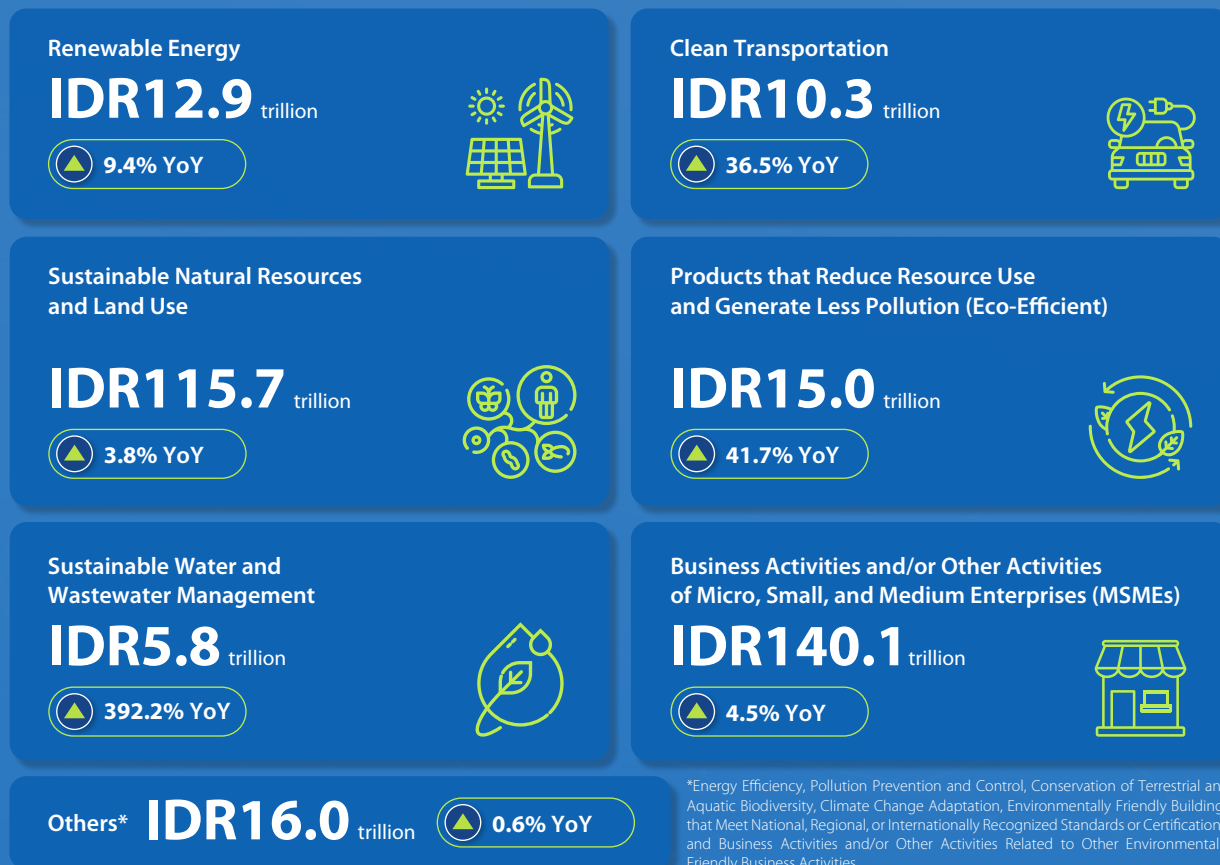 Renewable Energy
IDR12.9 trillion
9.4% YoY
Clean Transportation
IDR10.3 trillion
36.5% YoY
Sustainable Natural Resources
and Land Use
IDR115.7 trillion
3.8% YoY
Products that Reduce Resource Use
and Generate Less Pollution (Eco-Efficient)
IDR15.0 trillion
41.7% YoY
Sustainable Water and
Wastewater Management
IDR5.8 trillion
392.2% YoY
Business Activities and/or Other Activities
of Micro, Small, and Medium Enterprises (MSMEs)
IDR140.1 trillion
4.5% YoY
Others* IDR16.0 trillion
0.6% YoY
*Energy Efficiency, Pollution Prevention and Control, Conservation of Terrestrial an
Aquatic Biodiversity, Climate Change Adaptation, Environmentally Friendly Building
that Meet National, Regional, or Internationally Recognized Standards or Certification
and Business Activities and/or Other Activities Related to Other Environmental
Friendly Business Activities